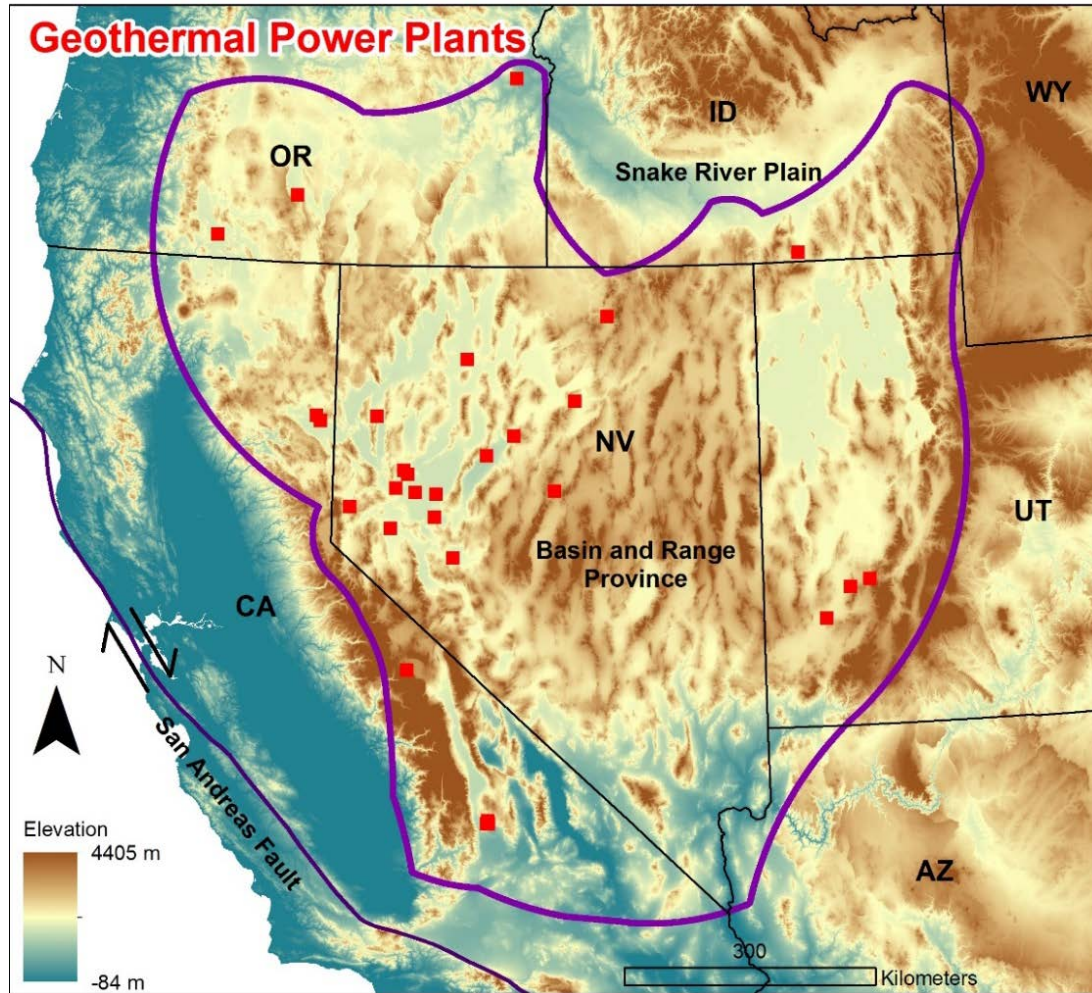 Geothermal Power Plants
ID
WY
OR
Snake River Plain
NV
UT
Basin and Range
Province
CA
N
San Andreas Fault
Elevation
4405 m
-84 m
AZ
300
Kilometers